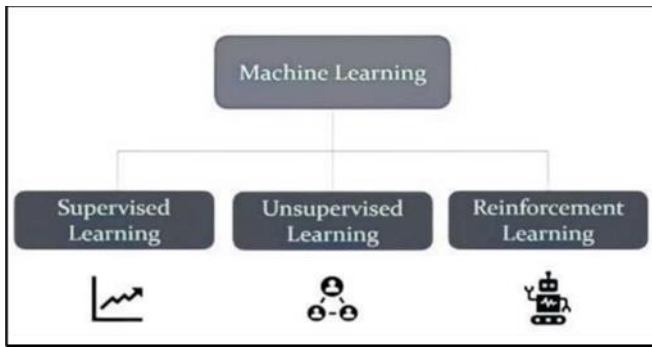 Machine Learning
Supervised
Learning
Unsupervised
Learning
Reinforcement
Learning